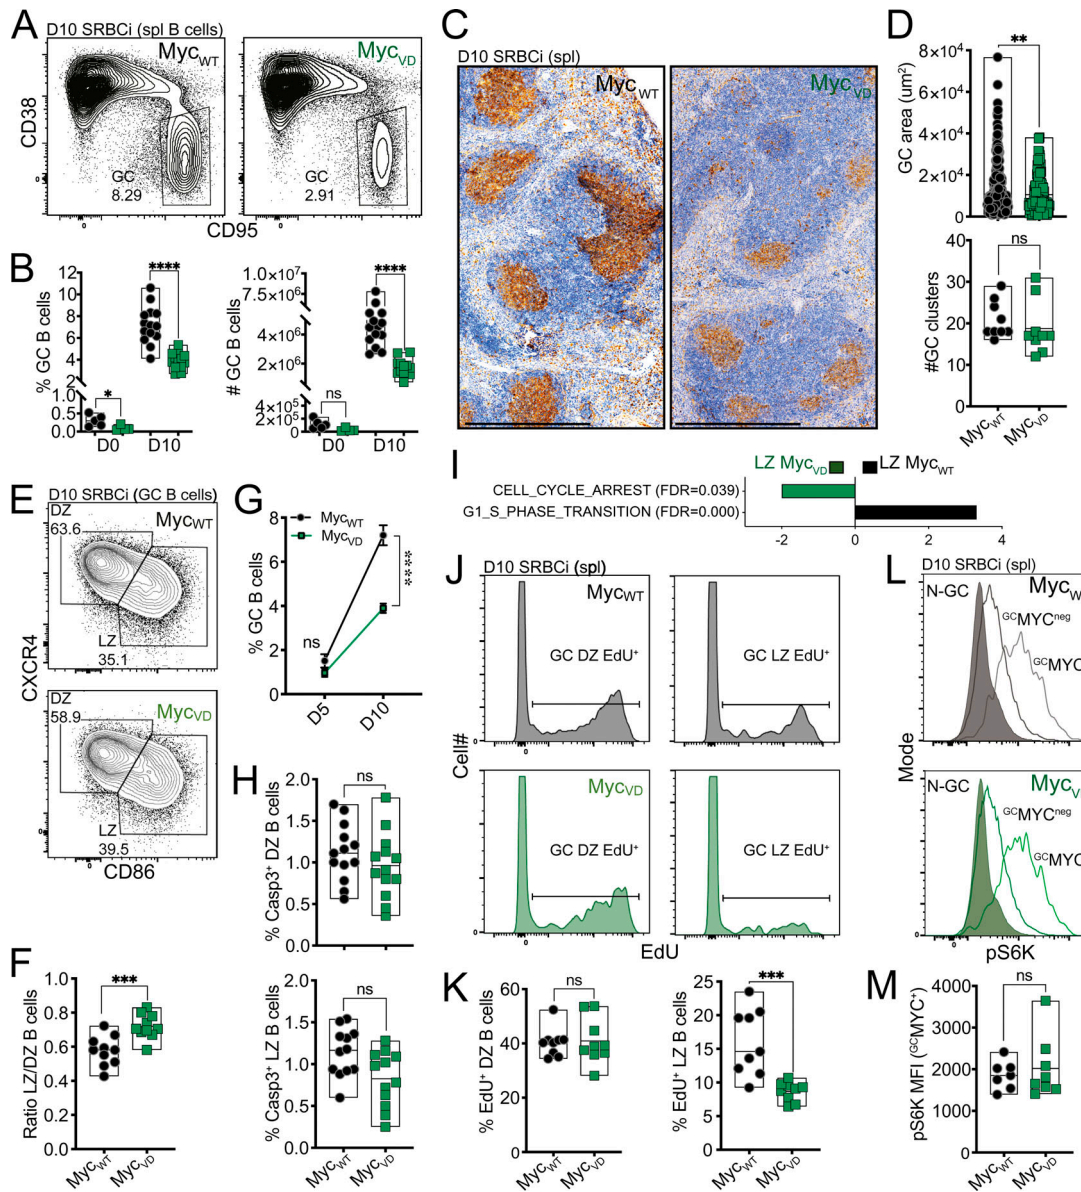 A
D10 SRBCi (spl B cells)
MycWT
MycVD
CD38
GC
8.29
GC
2.91
0
0
CD95
B
% GC B cells
12
10
8
6
4
2
0.5
0.0
****
*
D0
D10
# GC B cells
1.0×10⁷
7.5×10⁶
4×10⁶
2×10⁶
4×10⁵
2×10⁵
0
****
ns
D0
D10
C
D10 SRBCi (spl)
MycWT
MycVD
D
GC area (um²)
8×10⁴
6×10⁴
4×10⁴
2×10⁴
0
**
#GC clusters
40
30
20
10
0
ns
MycWT
MycVD
E
D10 SRBCi (GC B cells)
DZ
63.6
MycWT
LZ
35.1
DZ
58.9
MycVD
LZ
39.5
CXCR4
CD86
F
Ratio LZ/DZ B cells
1.0
0.8
0.6
0.4
0.2
0.0
***
MycWT
MycVD
G
% GC B cells
8
6
4
2
0
MycWT
MycVD
ns
****
D5
D10
H
% Casp3⁺ DZ B cells
2.0
1.5
1.0
0.5
0.0
ns
% Casp3⁺ LZ B cells
2.0
1.5
1.0
0.5
0.0
ns
MycWT
MycVD
I
LZ MycVD
LZ MycWT
CELL_CYCLE_ARREST (FDR=0.039)
G1_S_PHASE_TRANSITION (FDR=0.000)
-2
0
2
4
J
D10 SRBCi (spl)
MycWT
GC DZ EdU⁺
GC LZ EdU⁺
MycVD
GC DZ EdU⁺
GC LZ EdU⁺
Cell#
0
0
EdU
K
% EdU⁺ DZ B cells
60
40
20
0
ns
MycWT
MycVD
% EdU⁺ LZ B cells
25
20
15
10
5
0
***
MycWT
MycVD
L
D10 SRBCi (spl)
N-GC
MycW
GCMYCneg
GCMYC
N-GC
MycV
GCMYCneg
GCMYC
Mode
0
pS6K
M
pS6K MFI (GCMYC⁺)
4000
3000
2000
1000
0
ns
MycWT
MycVD